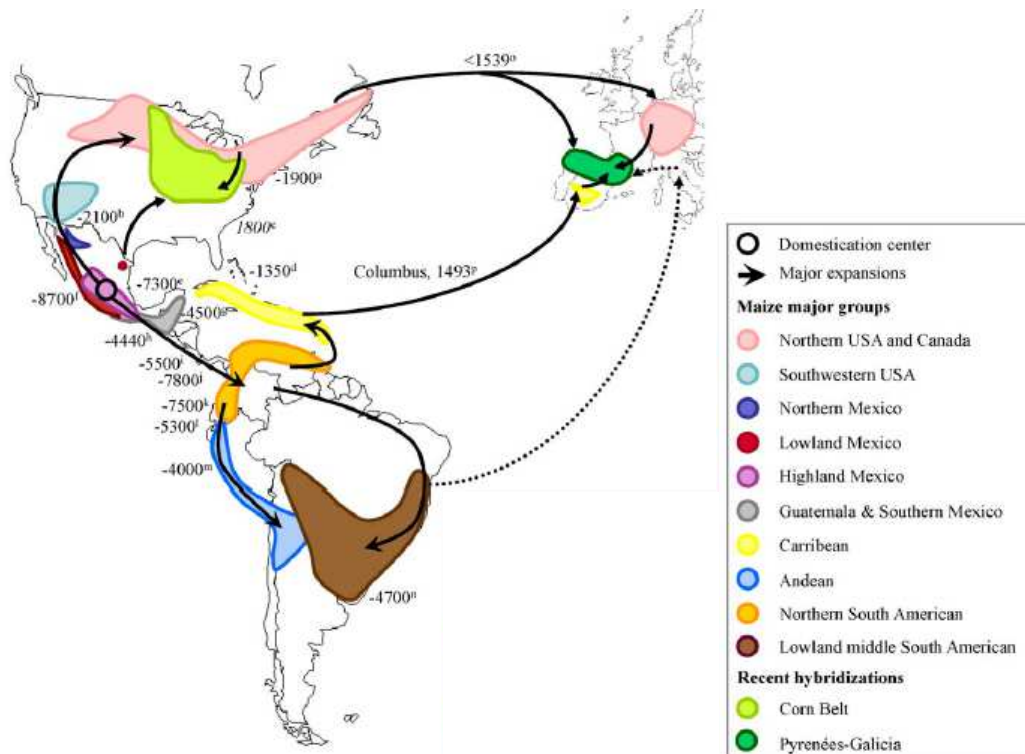 <1539ᵒ
-1900ᵃ
-2100ᵇ
1800ᶜ
-1350ᵈ
Columbus, 1493ᵖ
-7300ᵉ
-8700ᶠ
-4500ᵍ
-4440ʰ
-5500ⁱ
-7800ʲ
-7500ᵏ
-5300ˡ
-4000ᵐ
-4700ⁿ
Domestication center
Major expansions
Maize major groups
Northern USA and Canada
Southwestern USA
Northern Mexico
Lowland Mexico
Highland Mexico
Guatemala & Southern Mexico
Carribean
Andean
Northern South American
Lowland middle South American
Recent hybridizations
Corn Belt
Pyrenées-Galicia